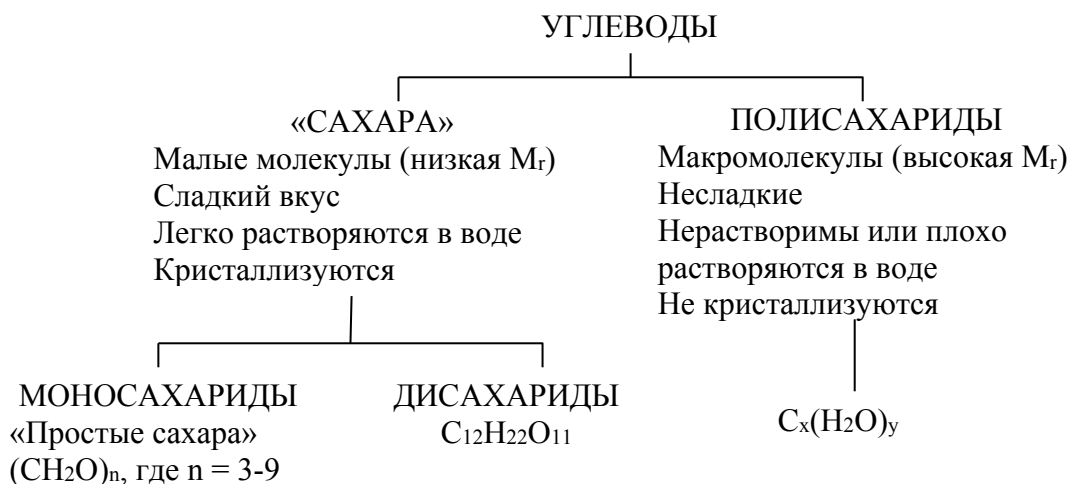 УГЛЕВОДЫ
«САХАРА»
Малые молекулы (низкая Mr)
Сладкий вкус
Легко растворяются в воде
Кристаллизуются
ПОЛИСАХАРИДЫ
Макромолекулы (высокая Mr)
Несладкие
Нерастворимы или плохо
растворяются в воде
Не кристаллизуются
МОНОСАХАРИДЫ
«Простые сахара»
(CH2O)n, где n = 3-9
ДИСАХАРИДЫ
C12H22O11
Cx(H2O)y